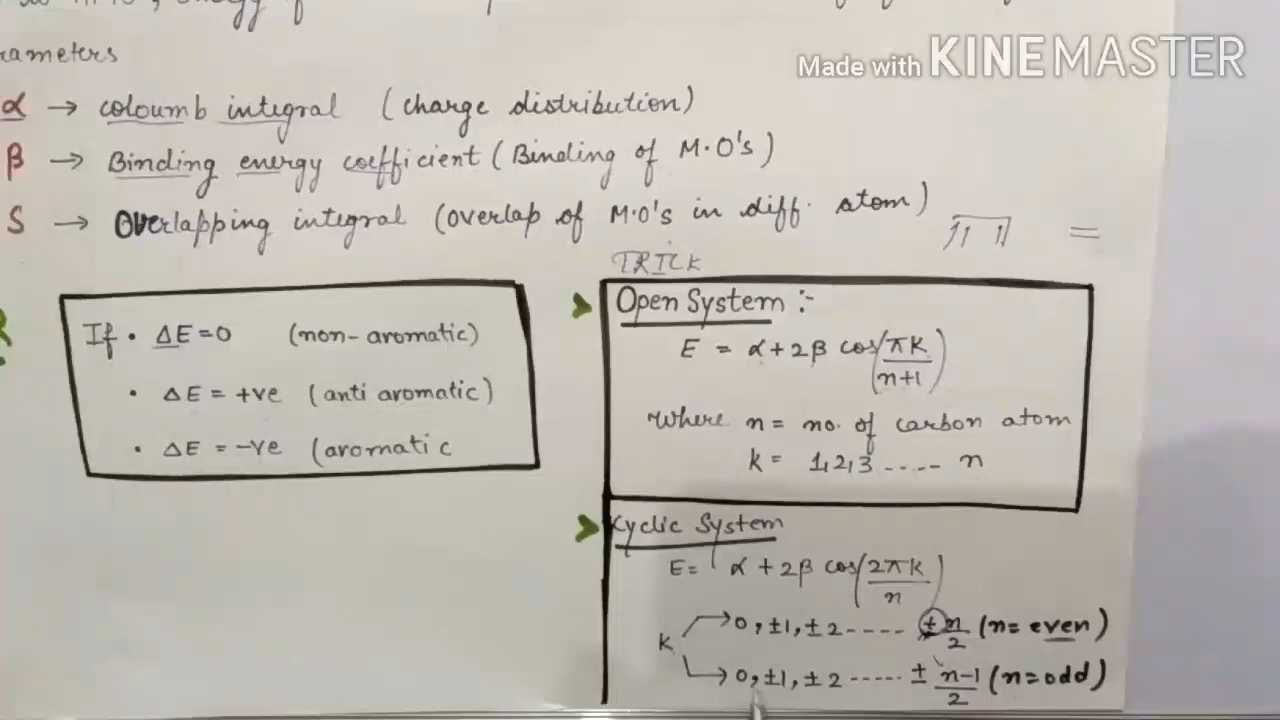 energy of
rameters
Made with KINEMASTER
α → coloumb integral (charge distribution)
β → Binding energy coefficient (Binding of M.O's)
S → Overlapping integral (overlap of M.O's in diff. atom)
=
TRICK
If • ΔE=0 (non-aromatic)
• ΔE = +ve (anti aromatic)
• ΔE = -ve (aromatic
Open System :-
E = α + 2β cos(πk/n+1)
where n = no. of carbon atom
k = 1,2,3 ..... n
Cyclic System
E = α + 2β cos(2πk/n)
k → 0, ±1, ±2 ----- ± n/2 (n= even)
→ 0, ±1, ±2 ----- ± n-1/2 (n=odd)